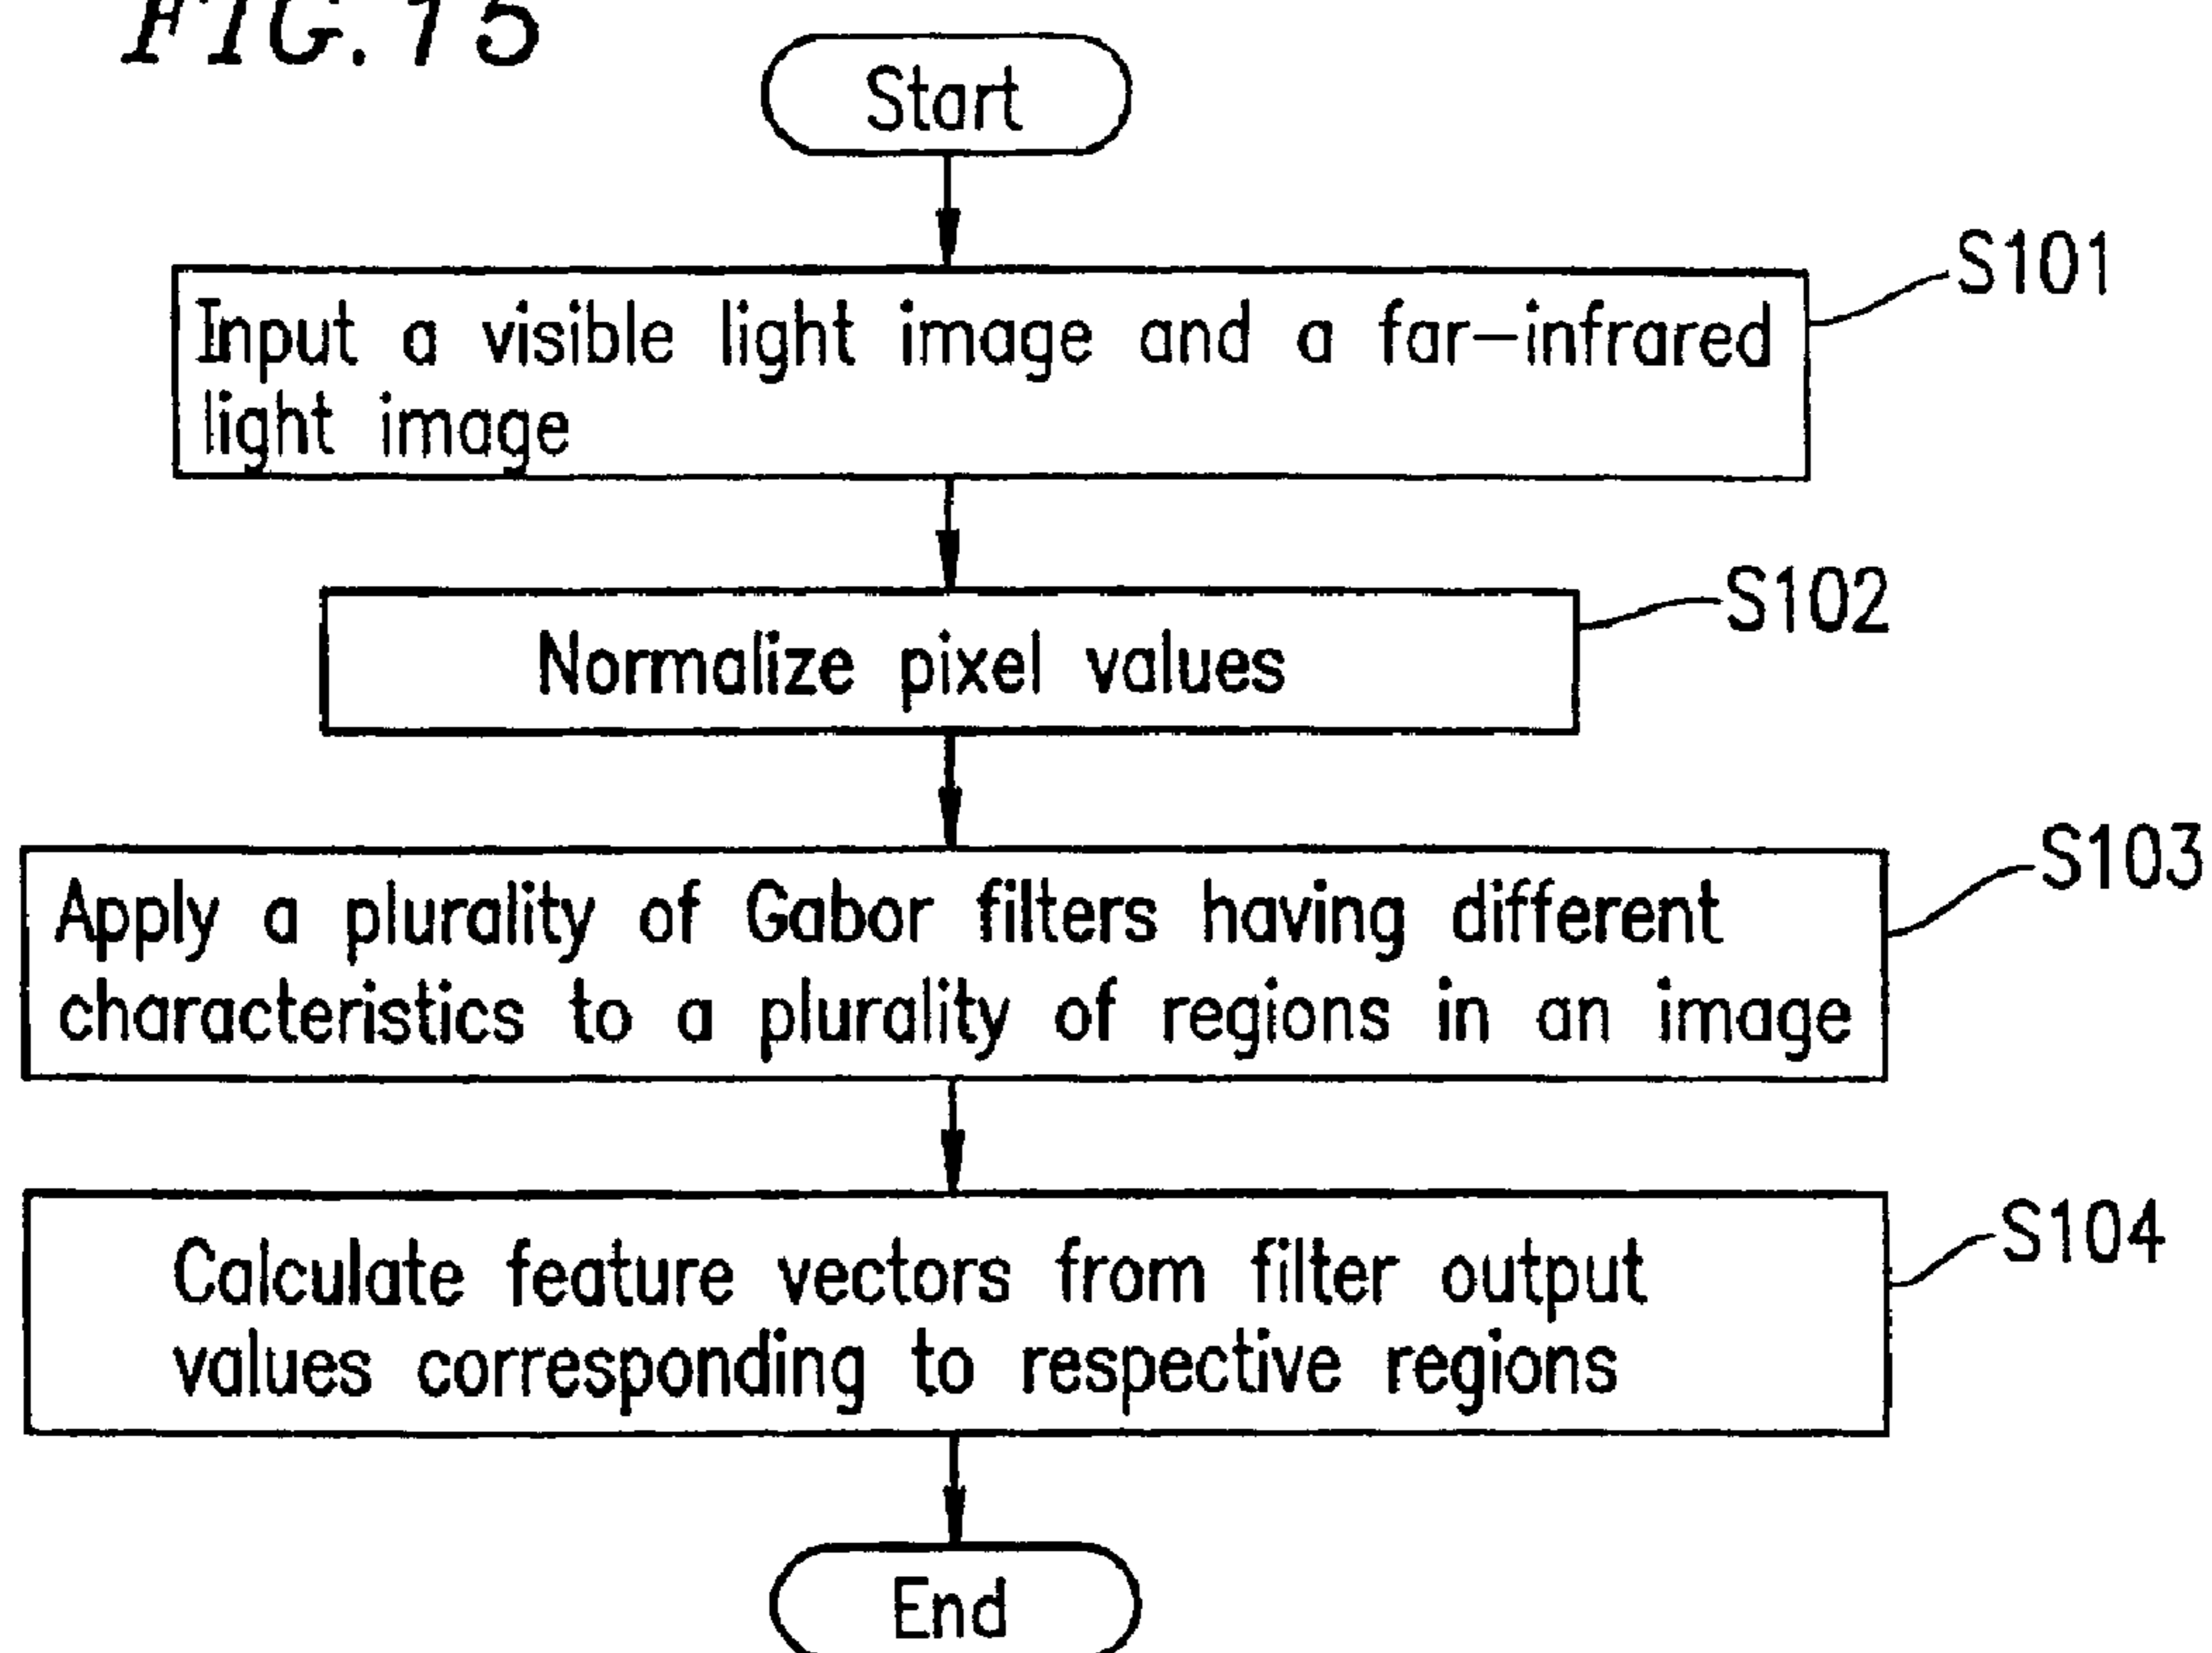 FIG. 15
Start
Input a visible light image and a far-infrared
light image
S101
Normalize pixel values
S102
Apply a plurality of Gabor filters having different
characteristics to a plurality of regions in an image
S103
Calculate feature vectors from filter output
values corresponding to respective regions
S104
End